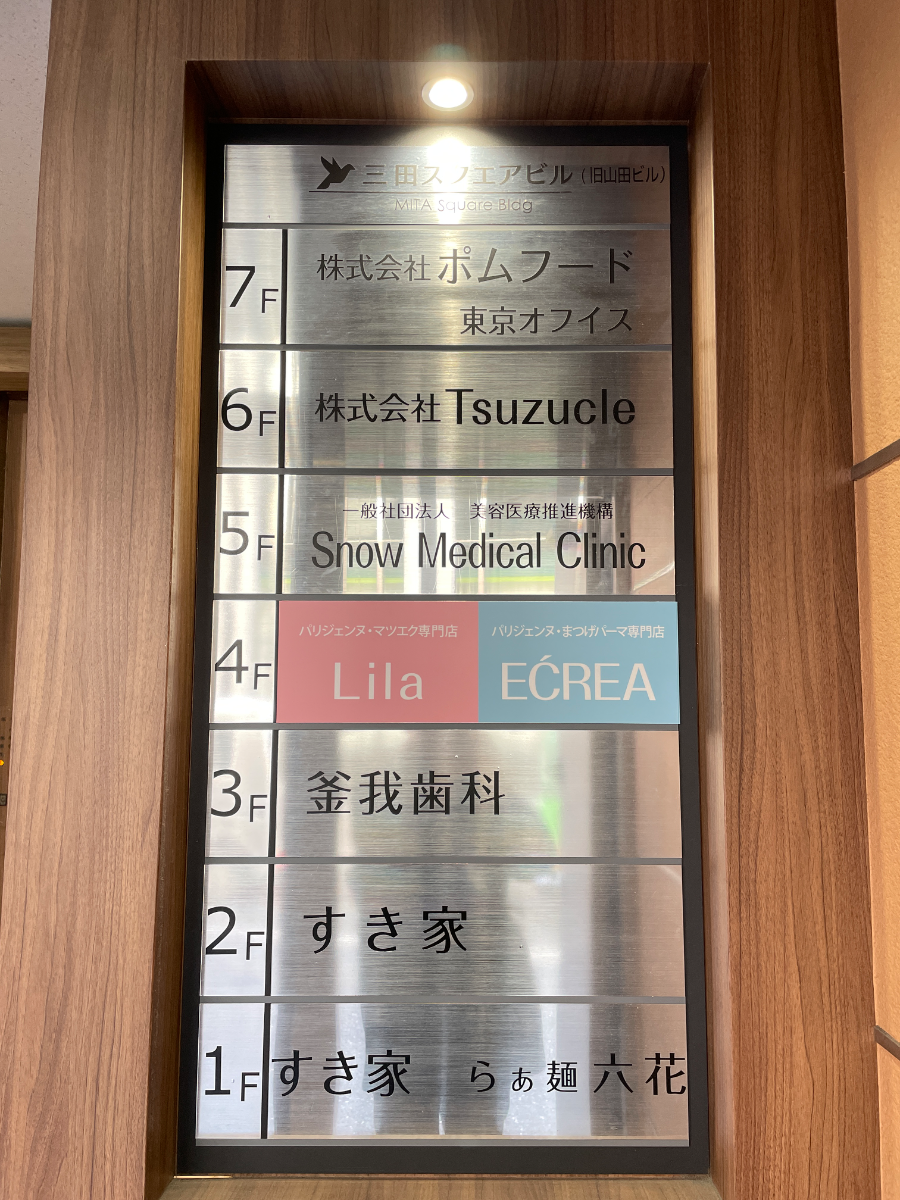 三田スクエアビル(旧山田ビル)
MITA Square Bldg
7F 株式会社ポムフード
東京オフイス
6F 株式会社Tsuzucle
5F 一般社団法人 美容医療推進機構
Snow Medical Clinic
4F パリジェンヌ・マツエク専門店
Lila
パリジェンヌ・まつげパーマ専門店
EĆREA
3F 釜我歯科
2F すき家
1F すき家 らぁ麺 六花